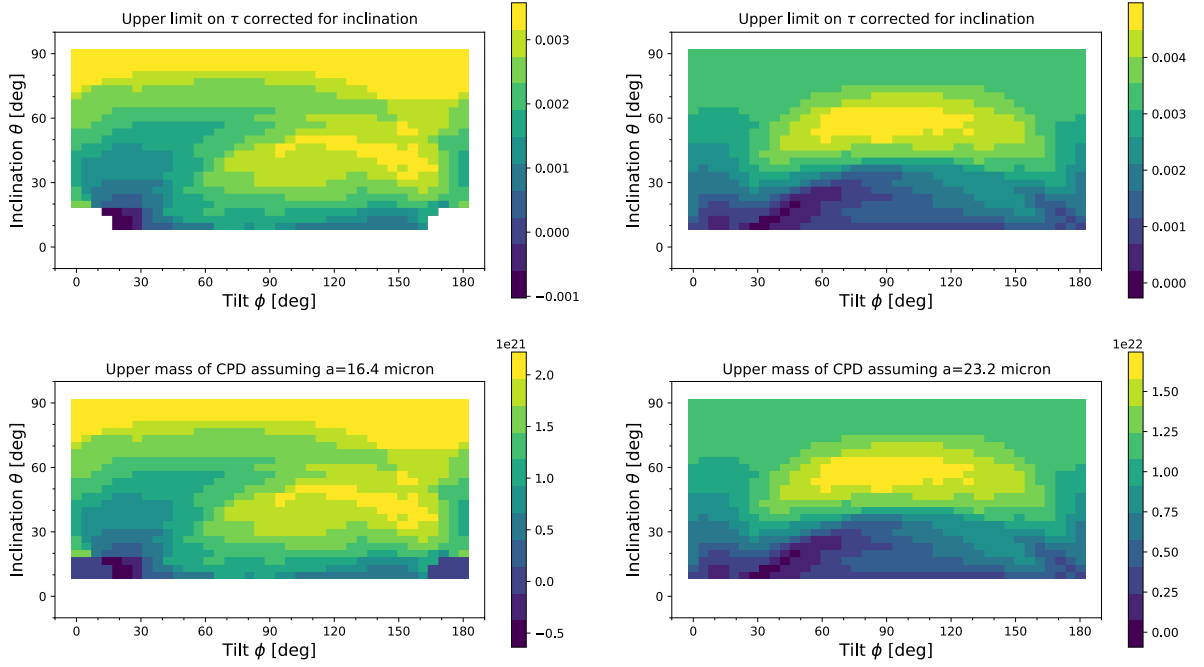 Upper limit on τ corrected for inclination
90
60
30
0
Inclination θ [deg]
0 30 60 90 120 150 180
Tilt ϕ [deg]
0.003
0.002
0.001
0.000
−0.001
Upper limit on τ corrected for inclination
90
60
30
0
Inclination θ [deg]
0 30 60 90 120 150 180
Tilt ϕ [deg]
0.004
0.003
0.002
0.001
0.000
1e21
Upper mass of CPD assuming a=16.4 micron
90
60
30
0
Inclination θ [deg]
0 30 60 90 120 150 180
Tilt ϕ [deg]
2.0
1.5
1.0
0.5
0.0
−0.5
1e22
Upper mass of CPD assuming a=23.2 micron
90
60
30
0
Inclination θ [deg]
0 30 60 90 120 150 180
Tilt ϕ [deg]
1.50
1.25
1.00
0.75
0.50
0.25
0.00